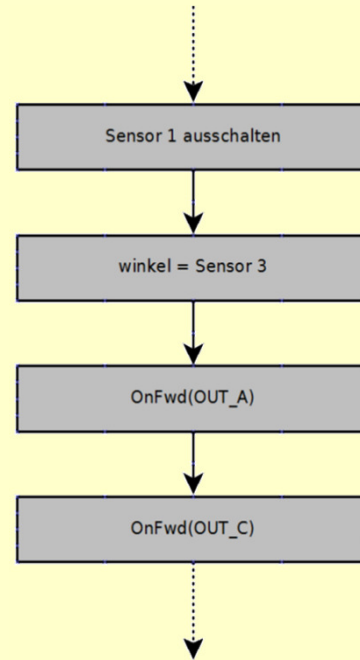 Sensor 1 ausschalten
winkel = Sensor 3
OnFwd(OUT_A)
OnFwd(OUT_C)